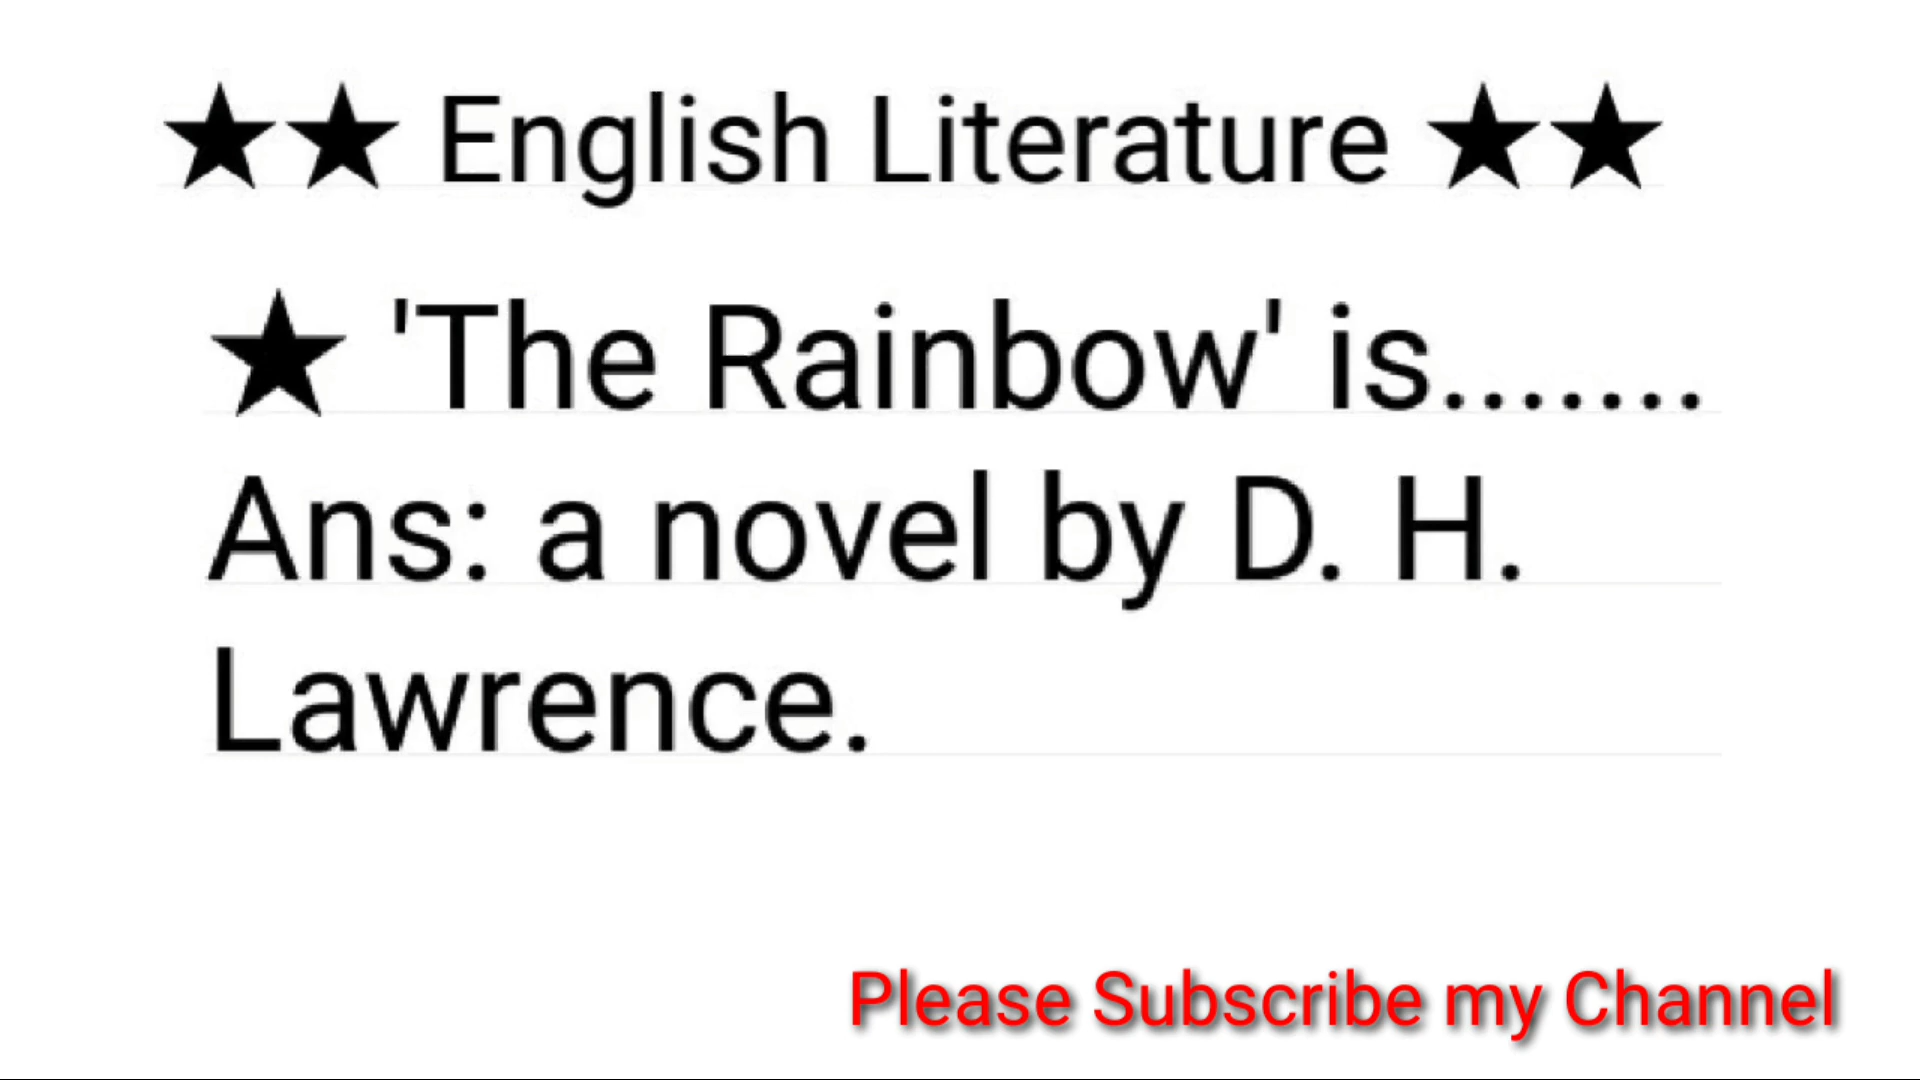 ★★ English Literature ★★
★ 'The Rainbow' is.......
Ans: a novel by D. H.
Lawrence.
Please Subscribe my Channel